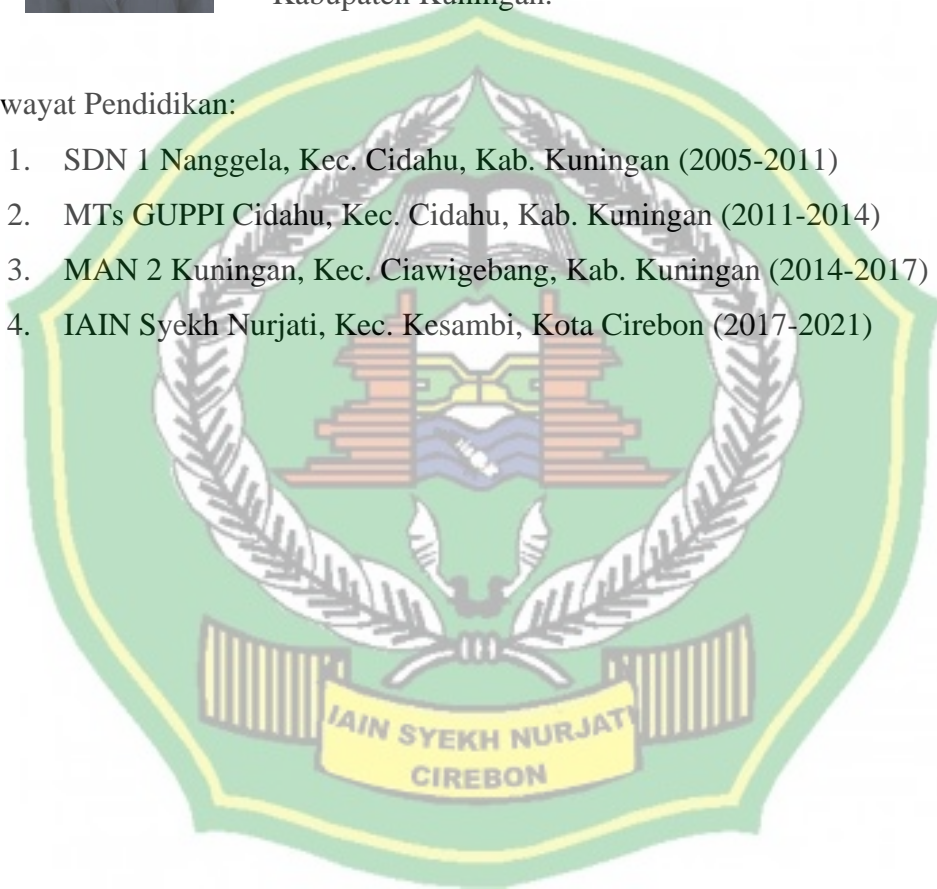 Kabupaten Kuningan.
wayat Pendidikan:
1. SDN 1 Nanggela, Kec. Cidahu, Kab. Kuningan (2005-2011)
2. MTs GUPPI Cidahu, Kec. Cidahu, Kab. Kuningan (2011-2014)
3. MAN 2 Kuningan, Kec. Ciawigebang, Kab. Kuningan (2014-2017)
4. IAIN Syekh Nurjati, Kec. Kesambi, Kota Cirebon (2017-2021)
IAIN SYEKH NURJATI
CIREBON